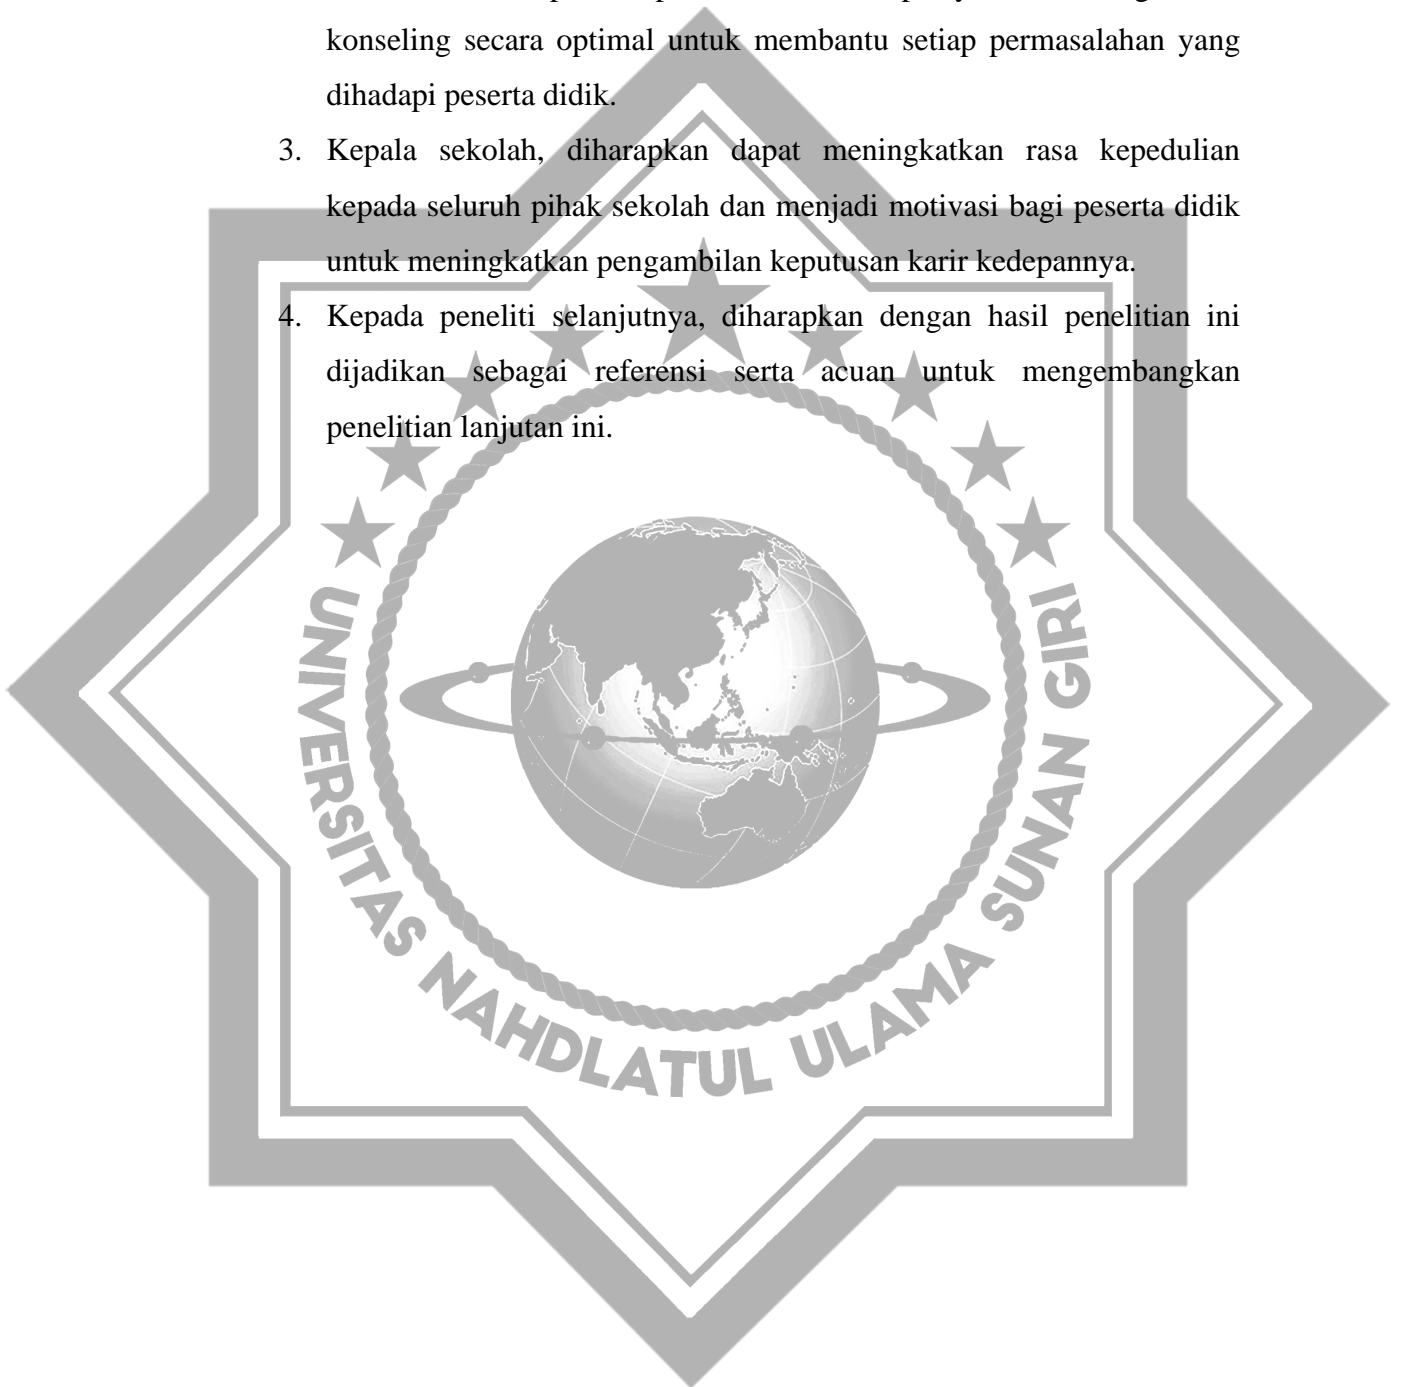 konseling secara optimal untuk membantu setiap permasalahan yang
dihadapi peserta didik.
3. Kepala sekolah, diharapkan dapat meningkatkan rasa kepedulian
kepada seluruh pihak sekolah dan menjadi motivasi bagi peserta didik
untuk meningkatkan pengambilan keputusan karir kedepannya.
4. Kepada peneliti selanjutnya, diharapkan dengan hasil penelitian ini
dijadikan sebagai referensi serta acuan untuk mengembangkan
penelitian lanjutan ini.
UNIVERSITAS NAHDLATUL ULAMA SUNAN GIRI